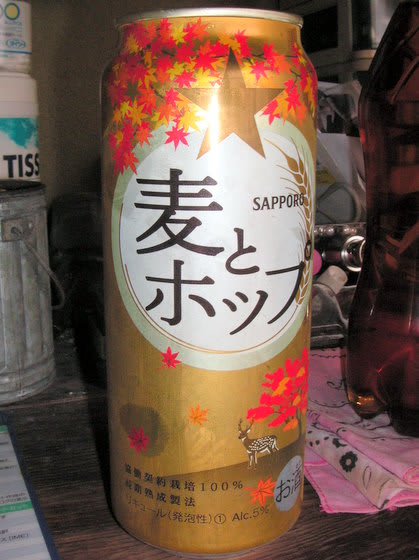 SAPPORO
麦と
ホップ
協働契約栽培100%
長期熟成製法
リキュール(発泡性)① Alc.5%
お酒
TISS